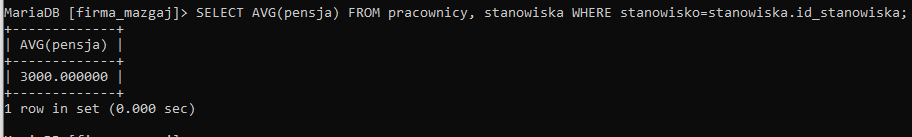 MariaDB [firma_mazgaj]> SELECT AVG(pensja) FROM pracownicy, stanowiska WHERE stanowisko=stanowiska.id_stanowiska;
+-------------+
| AVG(pensja) |
+-------------+
| 3000.000000 |
+-------------+
1 row in set (0.000 sec)